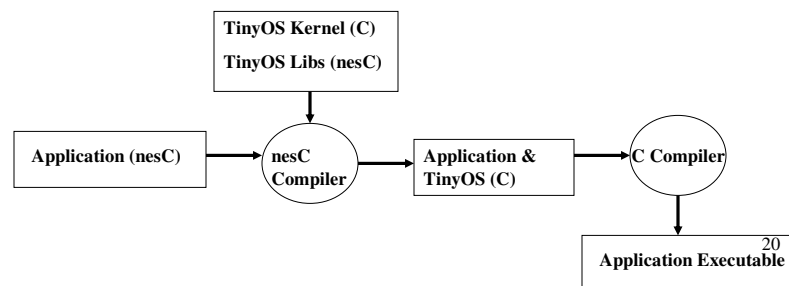 TinyOS Kernel (C)
TinyOS Libs (nesC)
Application (nesC)
nesC
Compiler
Application &
TinyOS (C)
C Compiler
20
Application Executable